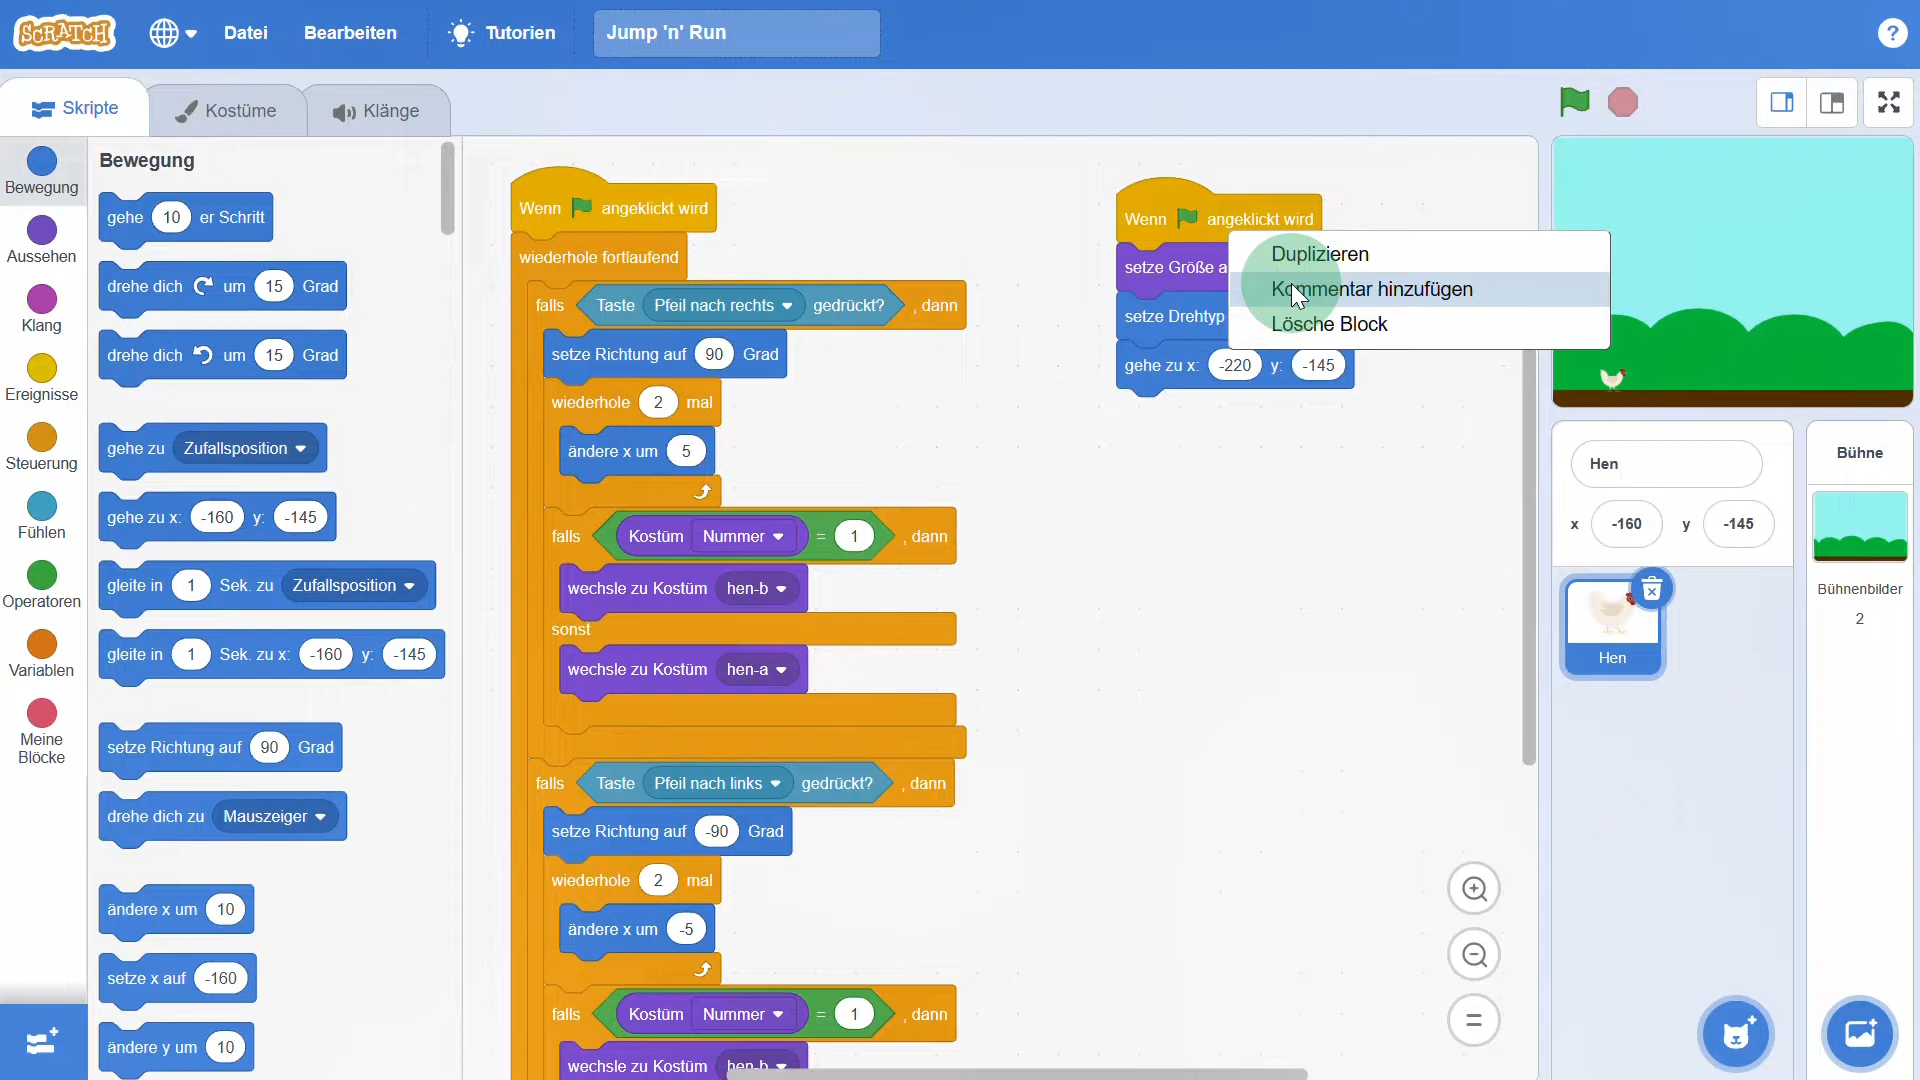 SCRATCH
Datei
Bearbeiten
Tutorien
Jump 'n' Run
?
Skripte
Kostüme
Klänge
Bewegung
Aussehen
Klang
Ereignisse
Steuerung
Fühlen
Operatoren
Variablen
Meine
Blöcke
Bewegung
gehe 10 er Schritt
drehe dich um 15 Grad
drehe dich um 15 Grad
gehe zu Zufallsposition
gehe zu x: -160 y: -145
gleite in 1 Sek. zu Zufallsposition
gleite in 1 Sek. zu x: -160 y: -145
setze Richtung auf 90 Grad
drehe dich zu Mauszeiger
ändere x um 10
setze x auf -160
ändere y um 10
Wenn angeklickt wird
wiederhole fortlaufend
falls Taste Pfeil nach rechts gedrückt? , dann
setze Richtung auf 90 Grad
wiederhole 2 mal
ändere x um 5
falls Kostüm Nummer = 1 , dann
wechsle zu Kostüm hen-b
sonst
wechsle zu Kostüm hen-a
falls Taste Pfeil nach links gedrückt? , dann
setze Richtung auf -90 Grad
wiederhole 2 mal
ändere x um -5
falls Kostüm Nummer = 1 , dann
wechsle zu Kostüm hen-b
Wenn angeklickt wird
setze Größe a
setze Drehtyp
gehe zu x: -220 y: -145
Duplizieren
Kommentar hinzufügen
Lösche Block
Hen
x -160 y -145
Hen
Bühne
Bühnenbilder
2